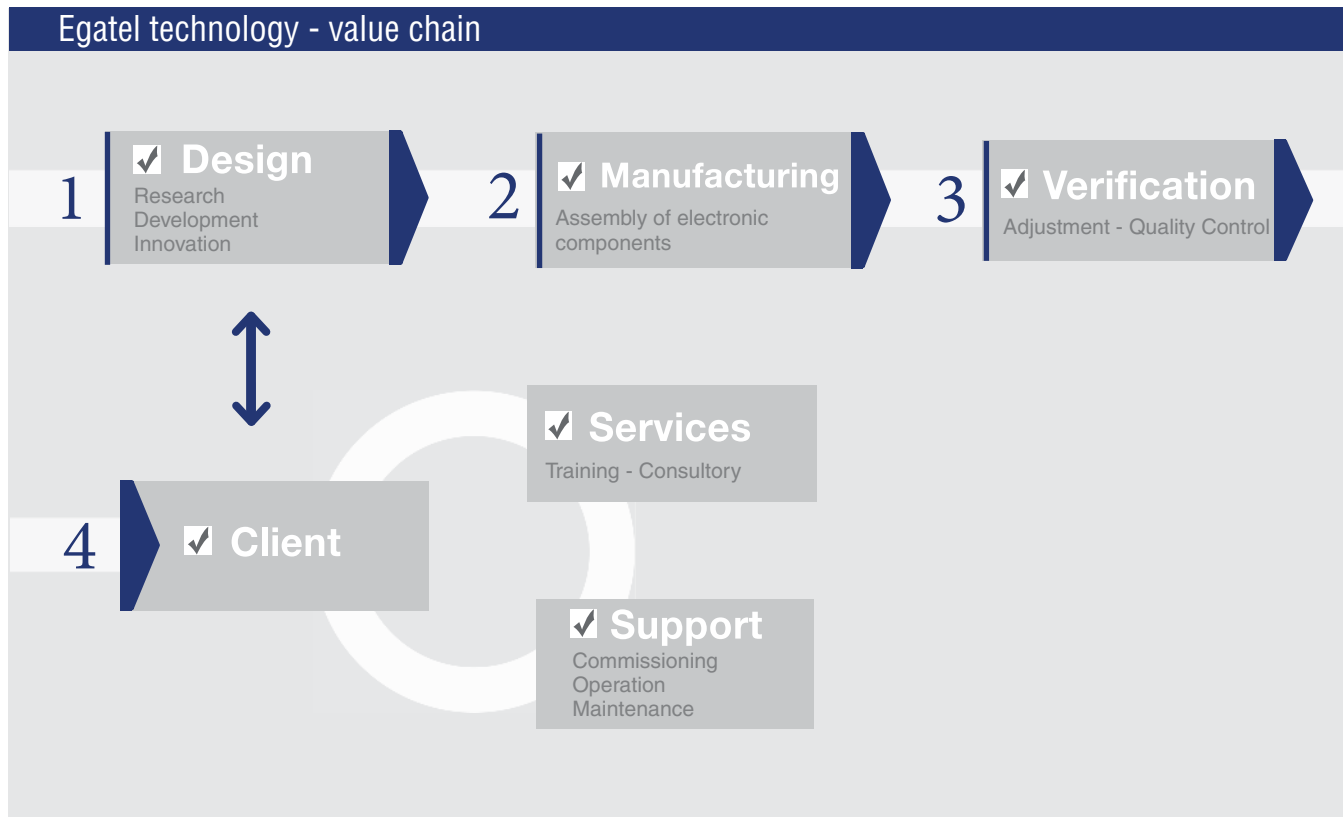 Egatel technology - value chain
1
Design
Research
Development
Innovation
2
Manufacturing
Assembly of electronic
components
3
Verification
Adjustment - Quality Control
4
Client
Services
Training - Consultory
Support
Commissioning
Operation
Maintenance